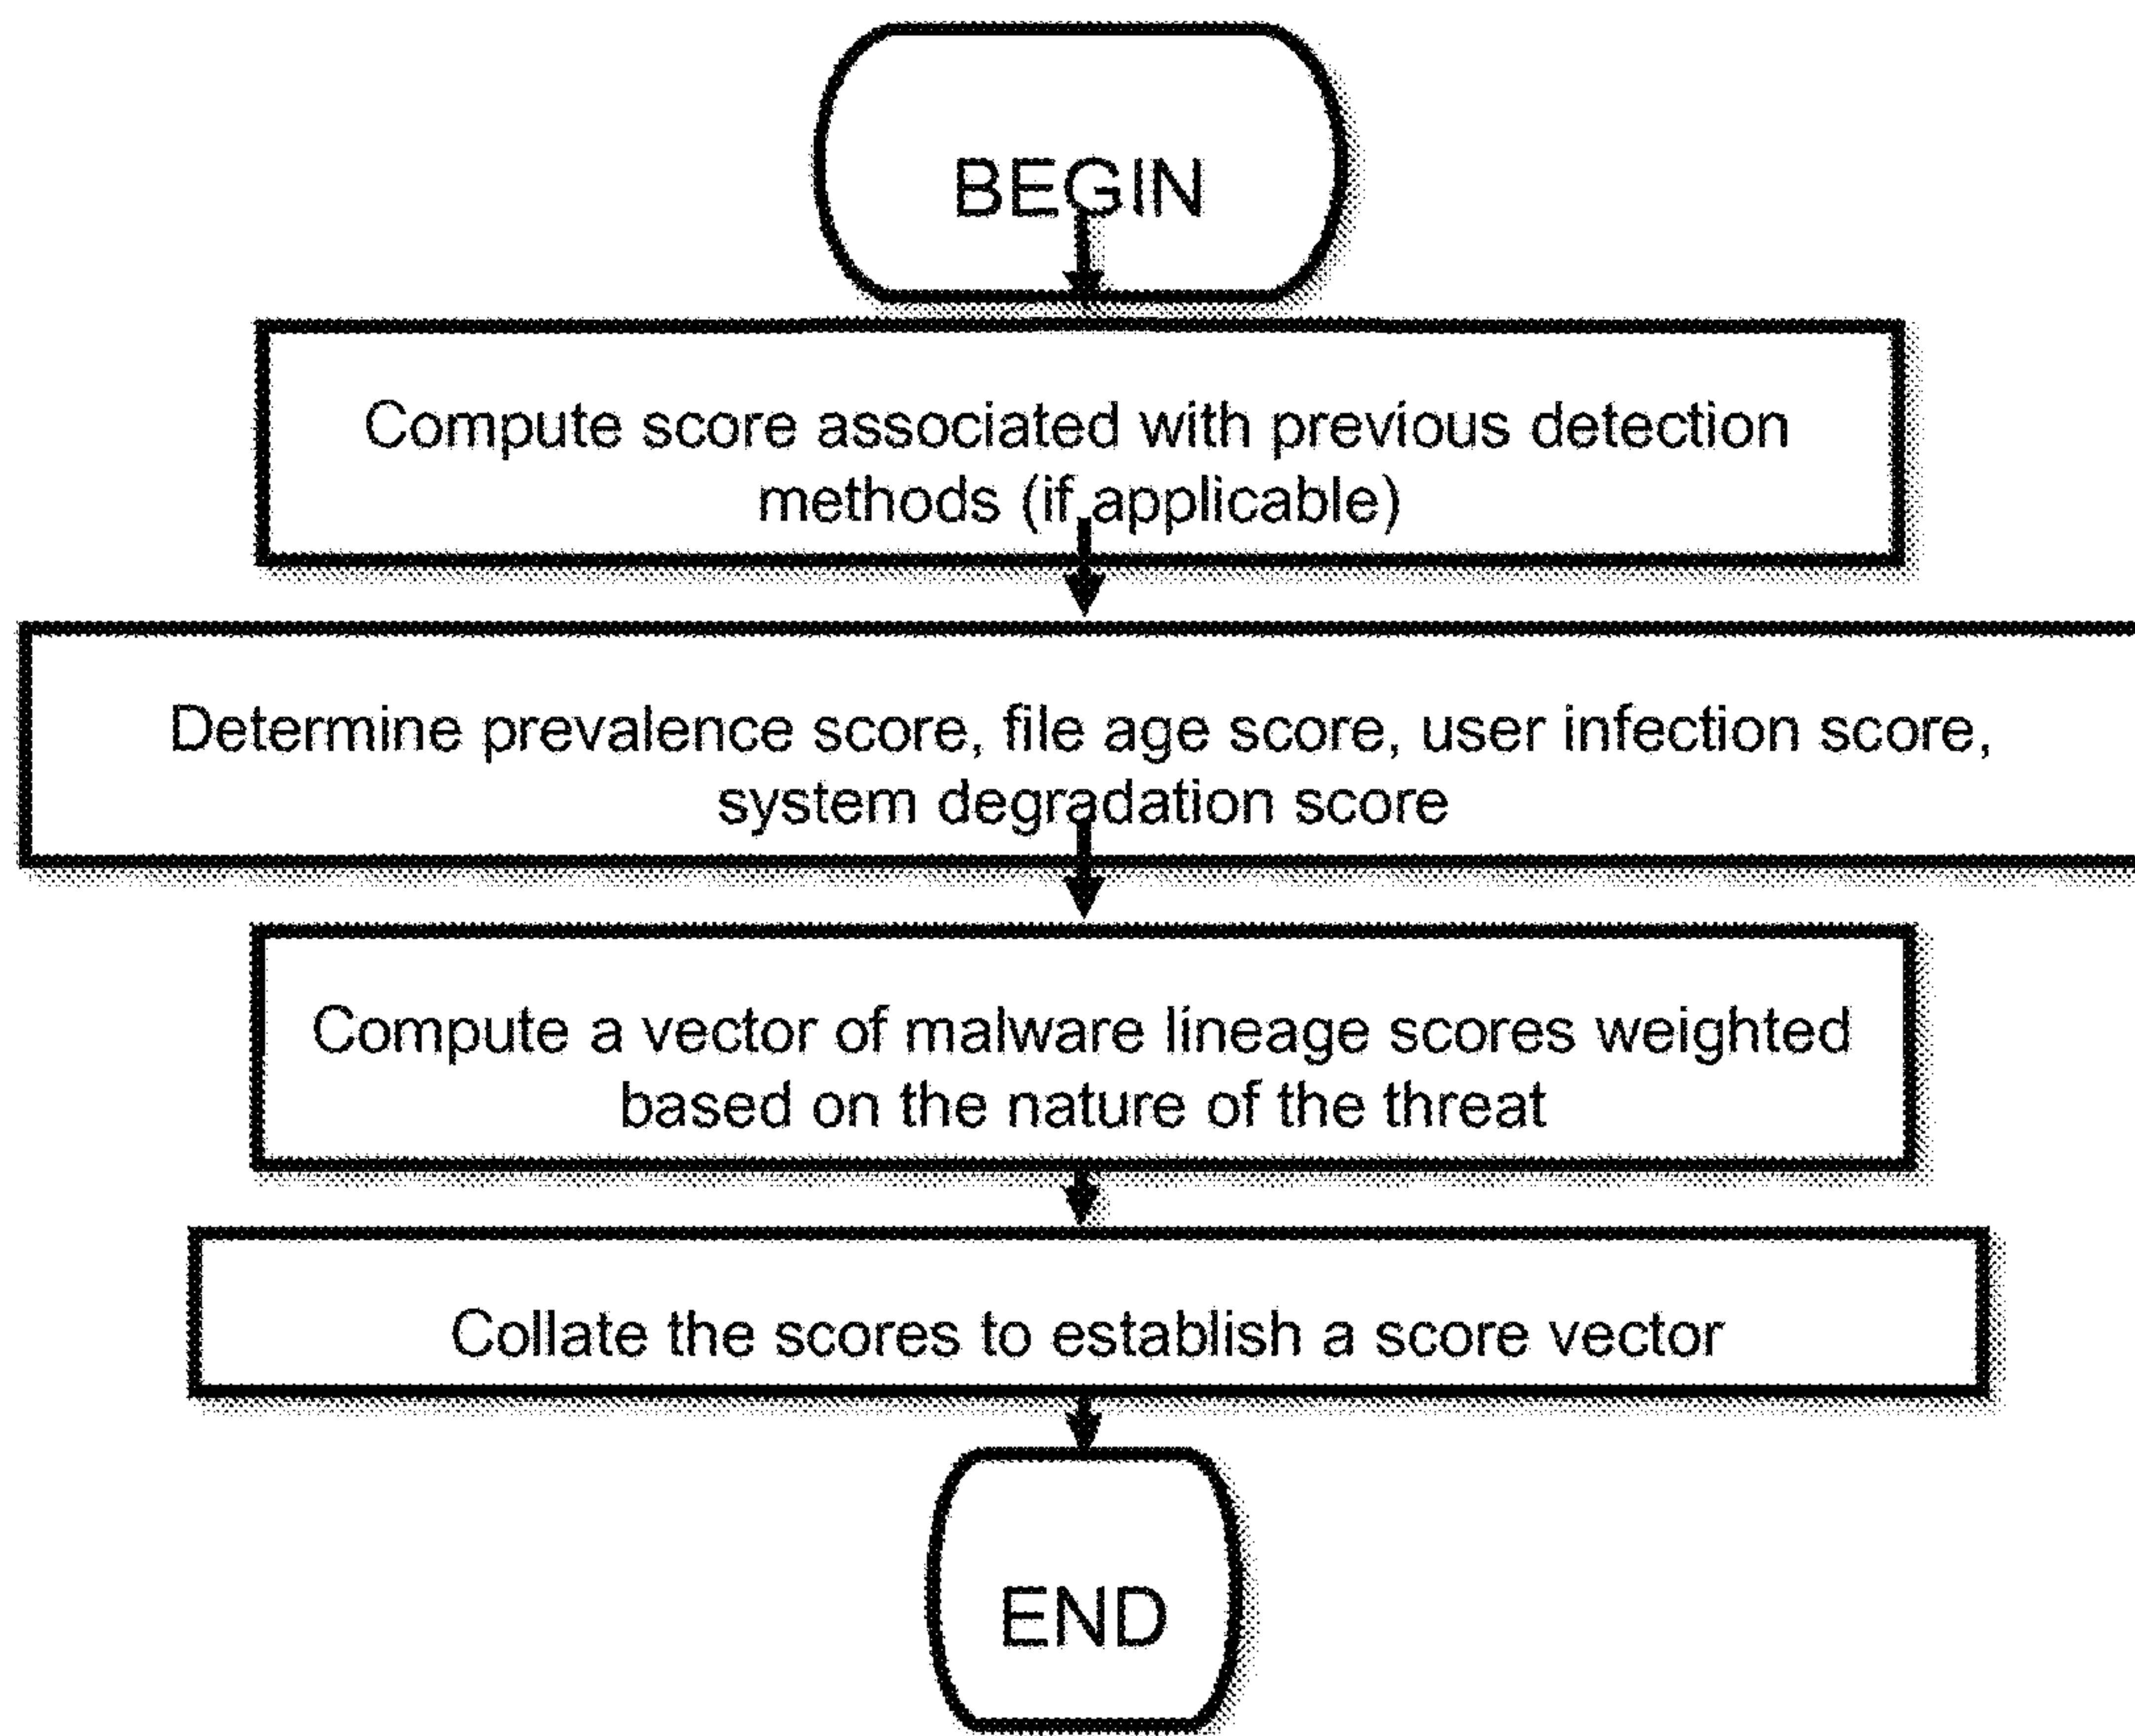 BEGIN
Compute score associated with previous detection
methods (if applicable)
Determine prevalence score, file age score, user infection score,
system degradation score
Compute a vector of malware lineage scores weighted
based on the nature of the threat
Collate the scores to establish a score vector
END